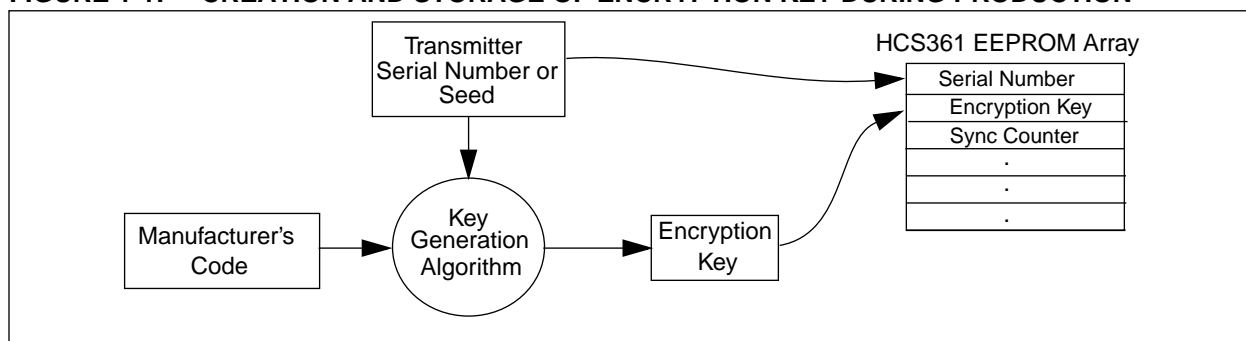 Transmitter
Serial Number or
Seed
HCS361 EEPROM Array
Serial Number
Encryption Key
Sync Counter
.
.
.
Manufacturer's
Code
Key
Generation
Algorithm
Encryption
Key